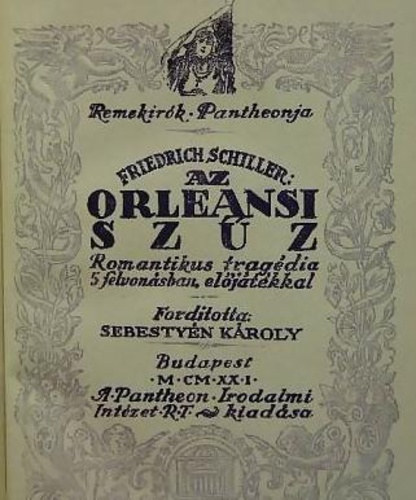 Remekirók · Pantheonja
FRIEDRICH SCHILLER:
AZ
ORLEANSI
SZŰZ
Romantikus tragédia
5 felvonásban, előjátékkal
Fordította:
SEBESTYÉN KÁROLY
Budapest
· M · CM · XX · I ·
A · Pantheon · Irodalmi
Intézet · R · T · kiadása